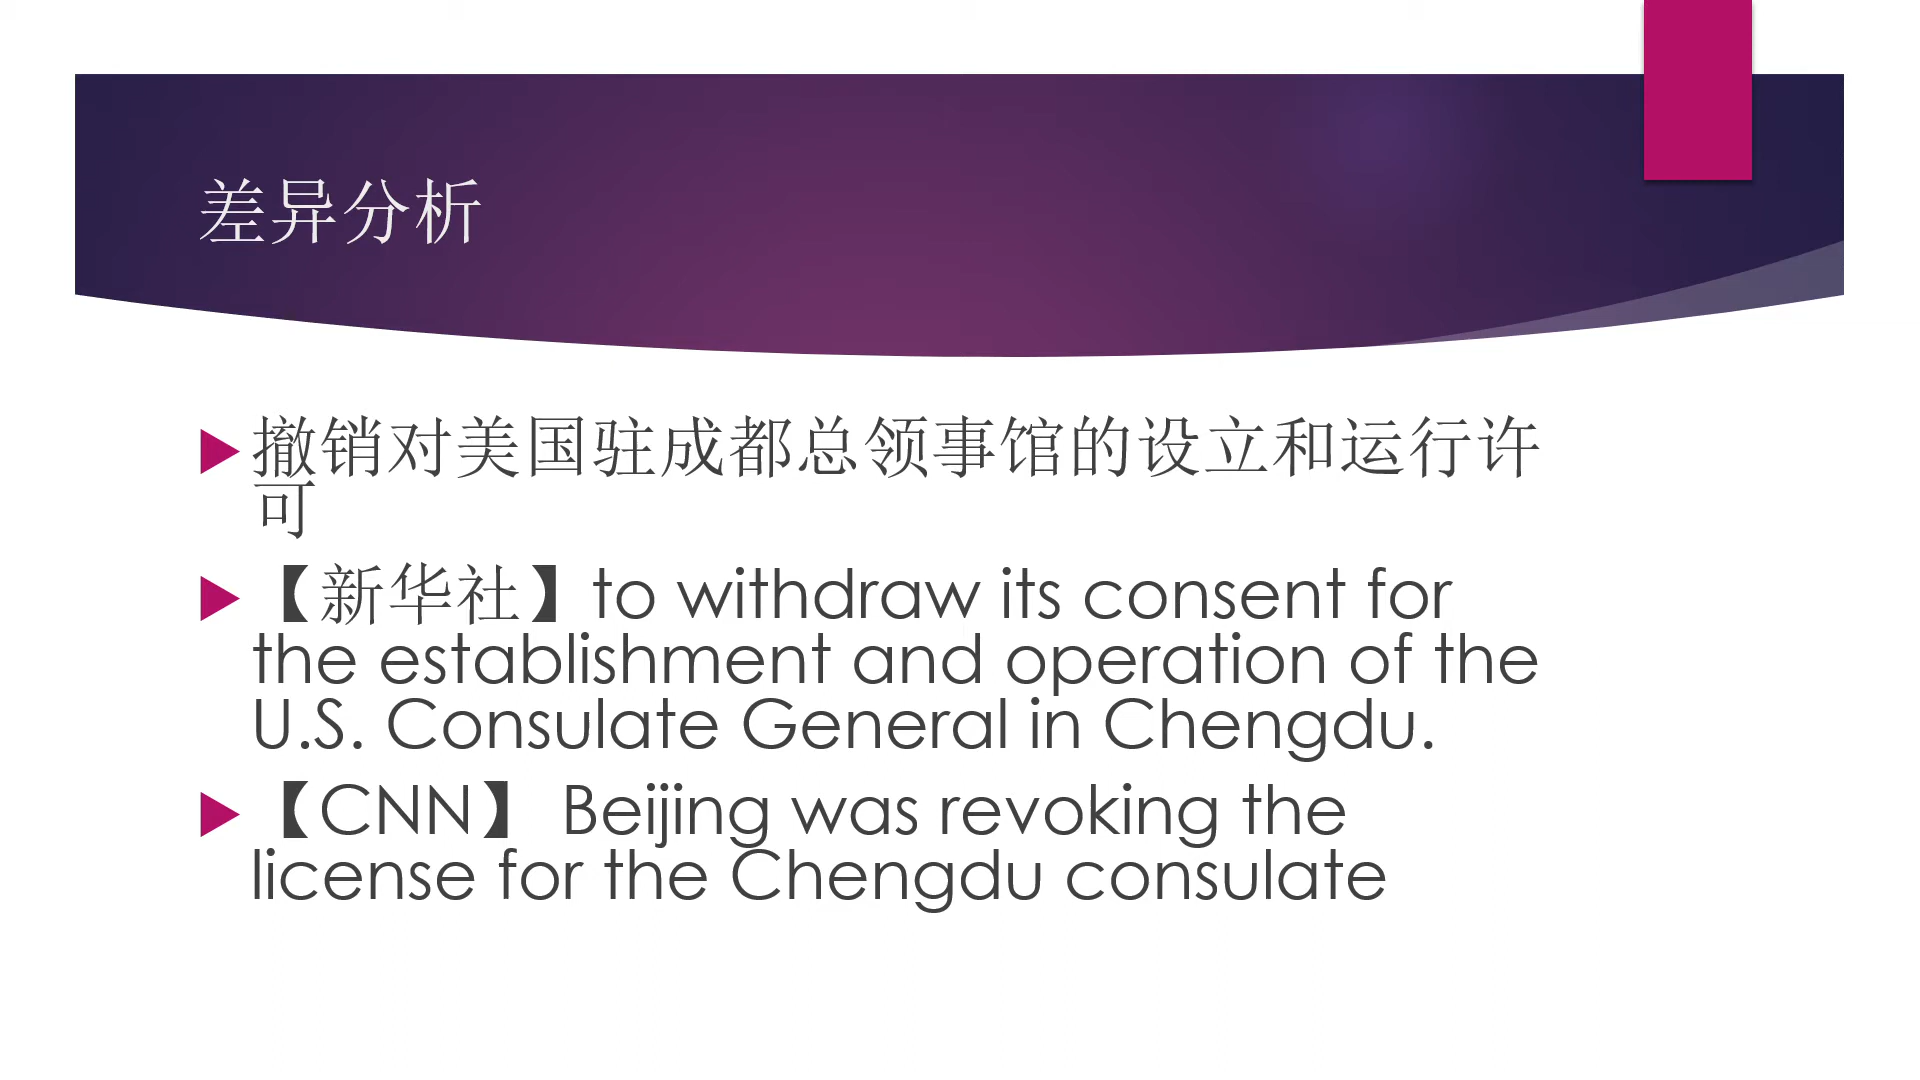 差异分析
撤销对美国驻成都总领事馆的设立和运行许
可
【新华社】to withdraw its consent for
the establishment and operation of the
U.S. Consulate General in Chengdu.
【CNN】 Beijing was revoking the
license for the Chengdu consulate